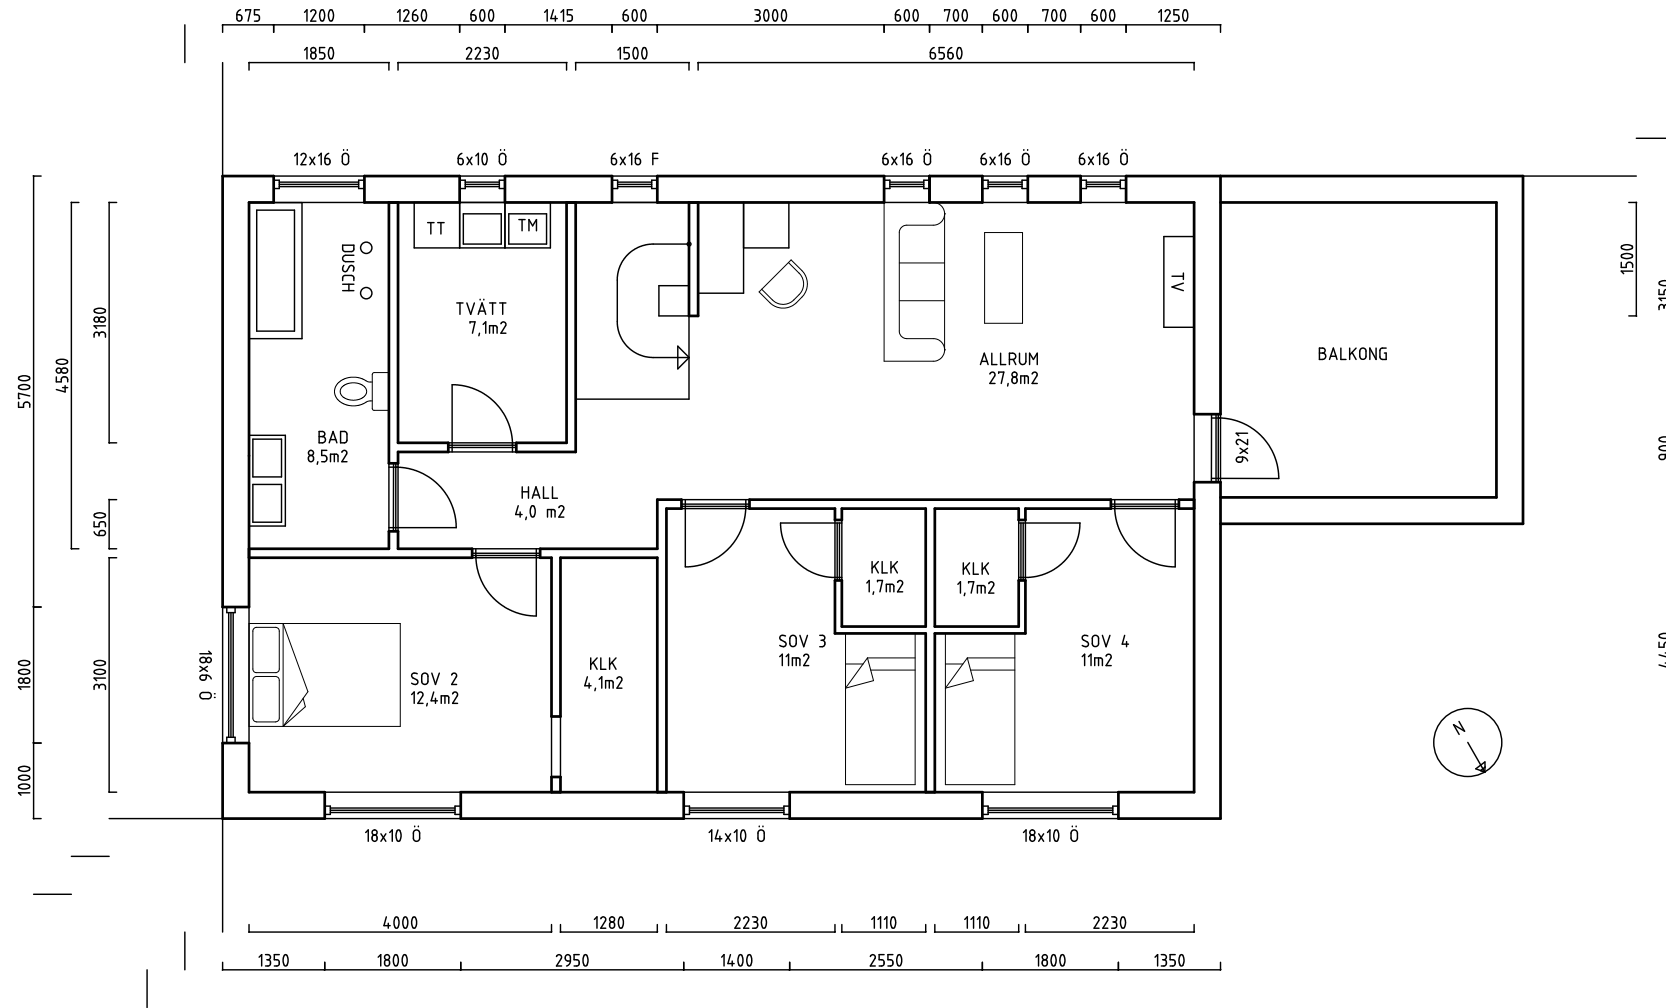 675 1200 1260 600 1415 600 3000 600 700 600 700 600 1250
1850 2230 1500 6560
12x16 Ö 6x10 Ö 6x16 F 6x16 Ö 6x16 Ö 6x16 Ö
TT TM
DUSCH
TVÄTT
7,1m2
TV
ALLRUM
27,8m2
BALKONG
1500
3150
3180
4580
5700
BAD
8,5m2
9x21
900
HALL
4,0 m2
650
KLK
1,7m2
KLK
1,7m2
SOV 3
11m2
SOV 4
11m2
4450
1800
3100
18x6 Ö
SOV 2
12,4m2
KLK
4,1m2
N
1000
18x10 Ö 14x10 Ö 18x10 Ö
4000 1280 2230 1110 1110 2230
1350 1800 2950 1400 2550 1800 1350